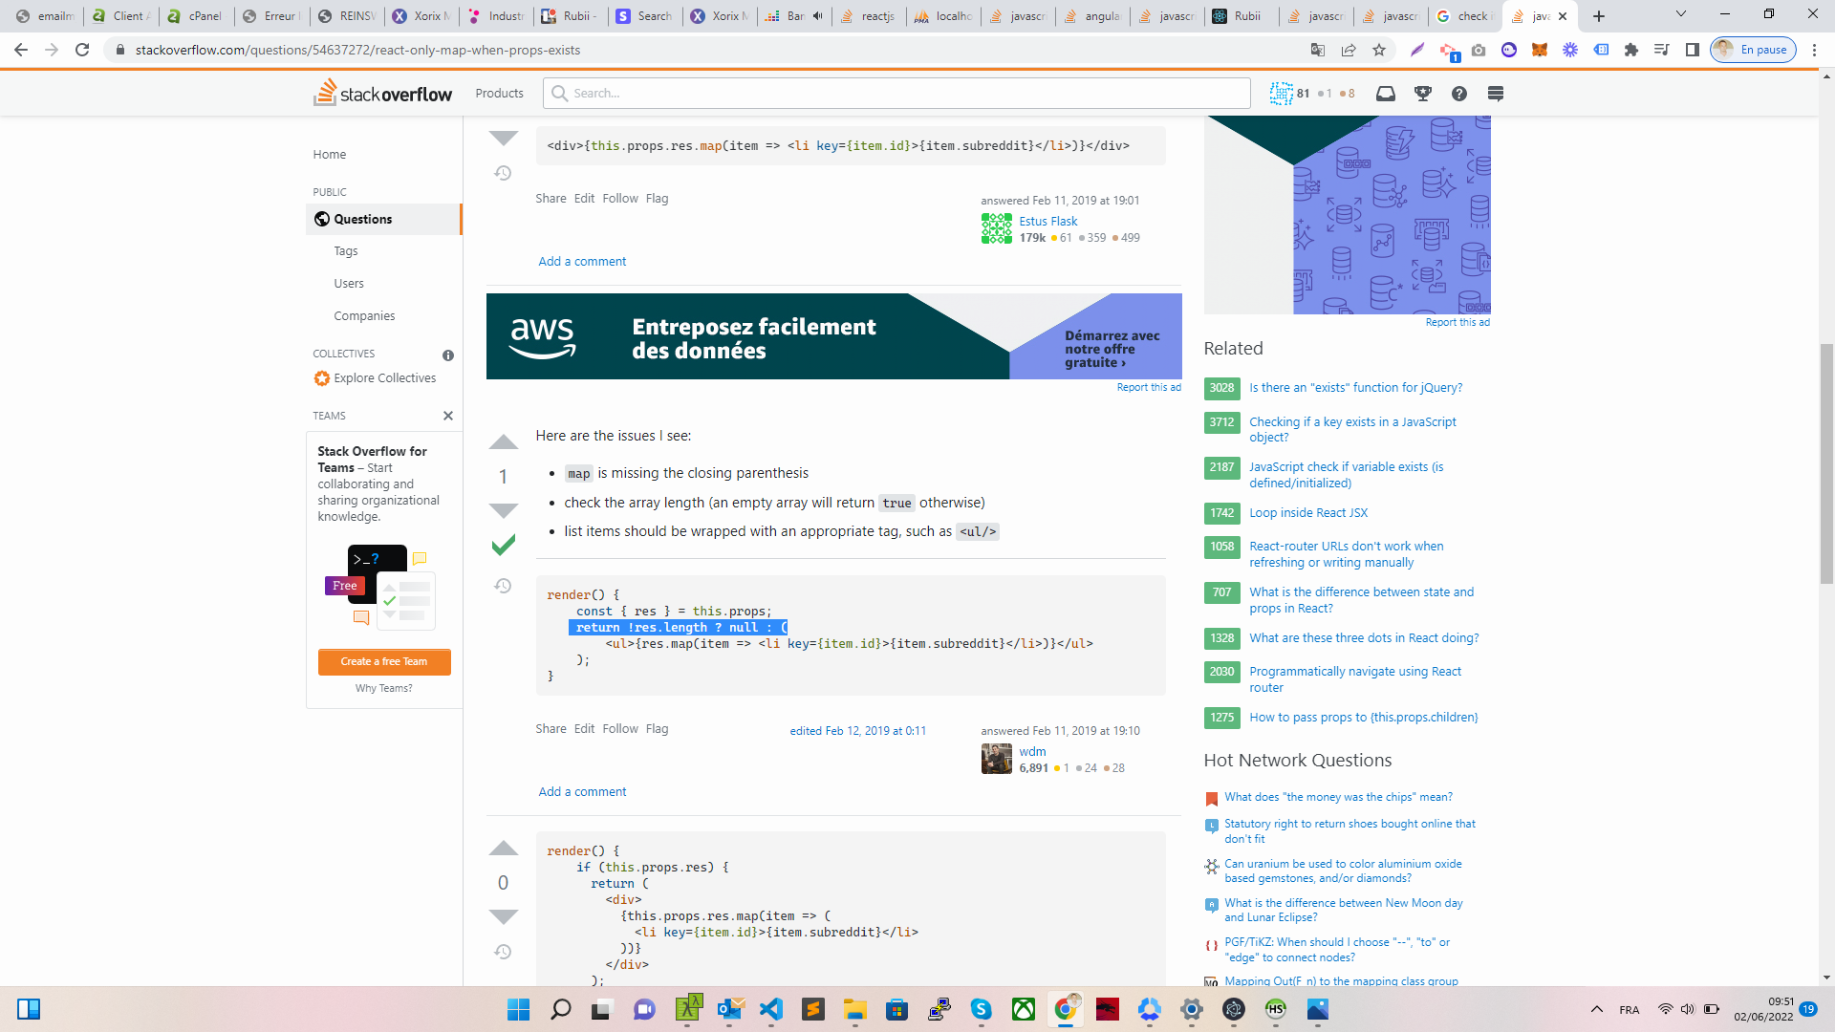 emailm
Client A
cPanel
Erreur I
REINSV
Xorix M
Industr
Rubii -
Search
Xorix M
Ban
reactjs
localho
javascri
angula
javascri
Rubii
javascri
javascri
check i
java
stackoverflow.com/questions/54637272/react-only-map-when-props-exists
1
En pause
stackoverflow
Products
Search...
81 1 8
Home
PUBLIC
Questions
Tags
Users
Companies
COLLECTIVES
Explore Collectives
TEAMS
Stack Overflow for
Teams – Start
collaborating and
sharing organizational
knowledge.
>_?
Free
Create a free Team
Why Teams?
<div>{this.props.res.map(item => <li key={item.id}>{item.subreddit}</li>)}</div>
Share Edit Follow Flag
answered Feb 11, 2019 at 19:01
Estus Flask
179k 61 359 499
Add a comment
aws
Entreposez facilement
des données
Démarrez avec
notre offre
gratuite ›
Report this ad
Here are the issues I see:
1
• map is missing the closing parenthesis
• check the array length (an empty array will return true otherwise)
• list items should be wrapped with an appropriate tag, such as <ul/>
render() {
const { res } = this.props;
return !res.length ? null : (
<ul>{res.map(item => <li key={item.id}>{item.subreddit}</li>)}</ul>
);
}
Share Edit Follow Flag
edited Feb 12, 2019 at 0:11
answered Feb 11, 2019 at 19:10
wdm
6,891 1 24 28
Add a comment
0
render() {
if (this.props.res) {
return (
<div>
{this.props.res.map(item => (
<li key={item.id}>{item.subreddit}</li>
))}
</div>
);
Report this ad
Related
3028 Is there an "exists" function for jQuery?
3712 Checking if a key exists in a JavaScript
object?
2187 JavaScript check if variable exists (is
defined/initialized)
1742 Loop inside React JSX
1058 React-router URLs don't work when
refreshing or writing manually
707 What is the difference between state and
props in React?
1328 What are these three dots in React doing?
2030 Programmatically navigate using React
router
1275 How to pass props to {this.props.children}
Hot Network Questions
What does "the money was the chips" mean?
Statutory right to return shoes bought online that
don't fit
Can uranium be used to color aluminium oxide
based gemstones, and/or diamonds?
What is the difference between New Moon day
and Lunar Eclipse?
PGF/TikZ: When should I choose "--", "to" or
"edge" to connect nodes?
Mapping Out(F_n) to the mapping class group
FRA
09:51
02/06/2022
19